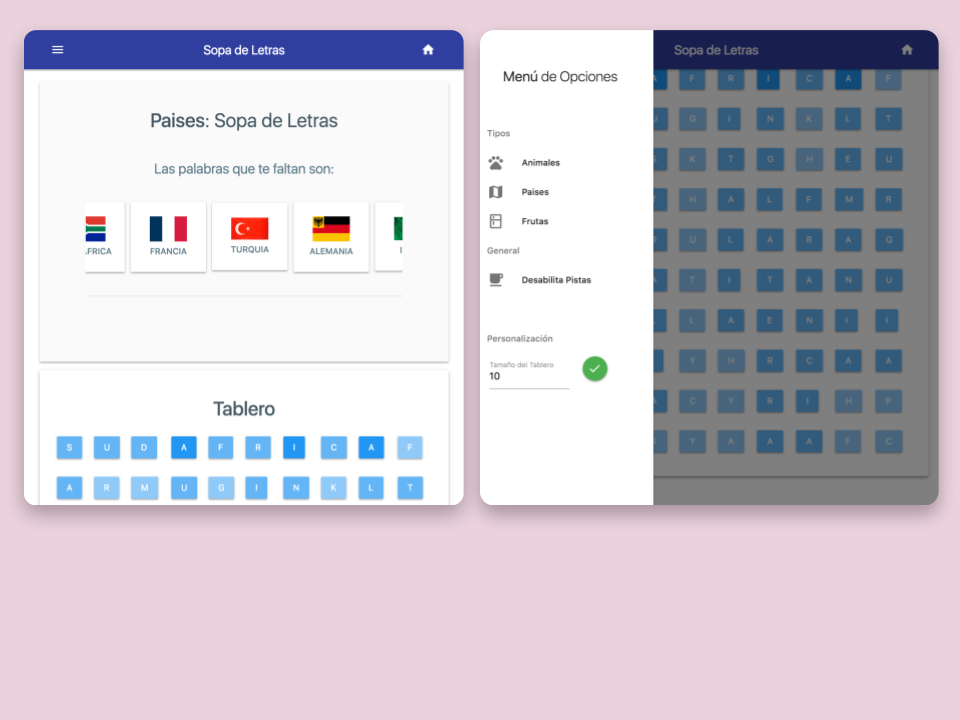 Sopa de Letras
Paises: Sopa de Letras
Las palabras que te faltan son:
FRICA FRANCIA TURQUIA ALEMANIA
Tablero
S U D A F R I C A F
A R M U G I N K L T
Menú de Opciones
Tipos
Animales
Paises
Frutas
General
Desabilita Pistas
Personalización
Tamaño del Tablero
10
Sopa de Letras
F R I C A F
G I N K L T
K T G H E U
H A L F M R
U L A R A Q
T I T A N U
L A E N I I
Y H R C A A
C Y R I H P
Y A A A F C